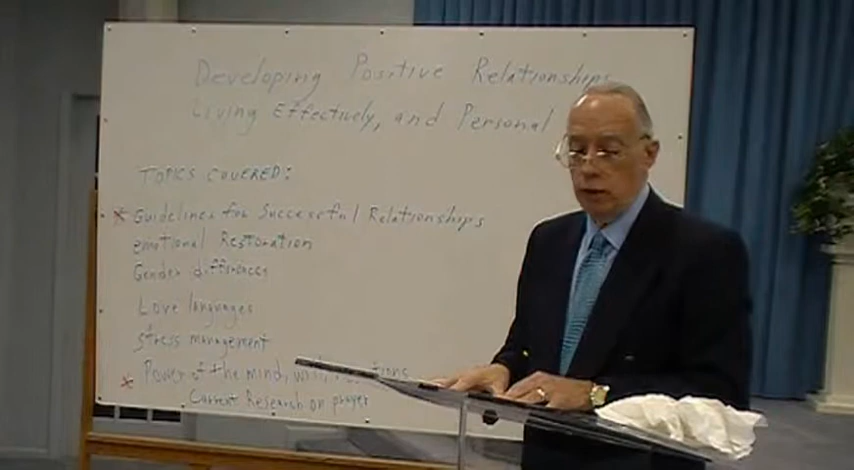 Developing Positive Relationships
Living Effectively, and Personal
TOPICS COVERED:
* Guidelines for Successful Relationships
emotional Restoration
Gender differences
Love languages
stress management
* Power of the mind, with
Current Research on prayer